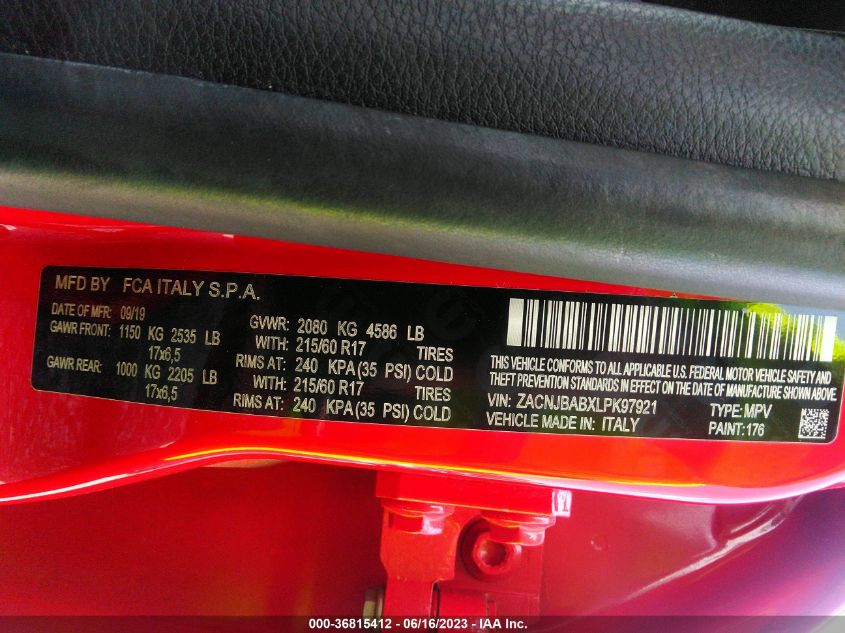 MFD BY FCA ITALY S.P.A.
DATE OF MFR: 09/19
GAWR FRONT: 1150 KG 2535 LB
17x6,5
GAWR REAR: 1000 KG 2205 LB
17x6,5
GVWR: 2080 KG 4586 LB
WITH: 215/60 R17 TIRES
RIMS AT: 240 KPA(35 PSI) COLD
WITH: 215/60 R17 TIRES
RIMS AT: 240 KPA(35 PSI) COLD
THIS VEHICLE CONFORMS TO ALL APPLICABLE U.S. FEDERAL MOTOR VEHICLE SAFETY AND
THEFT PREVENTION STANDARDS IN EFFECT ON THE DATE OF MANUFACTURE SHOWN ABOVE.
VIN: ZACNJBABXLPK97921 TYPE: MPV
VEHICLE MADE IN: ITALY PAINT: 176
000-36815412 - 06/16/2023 - IAA Inc.